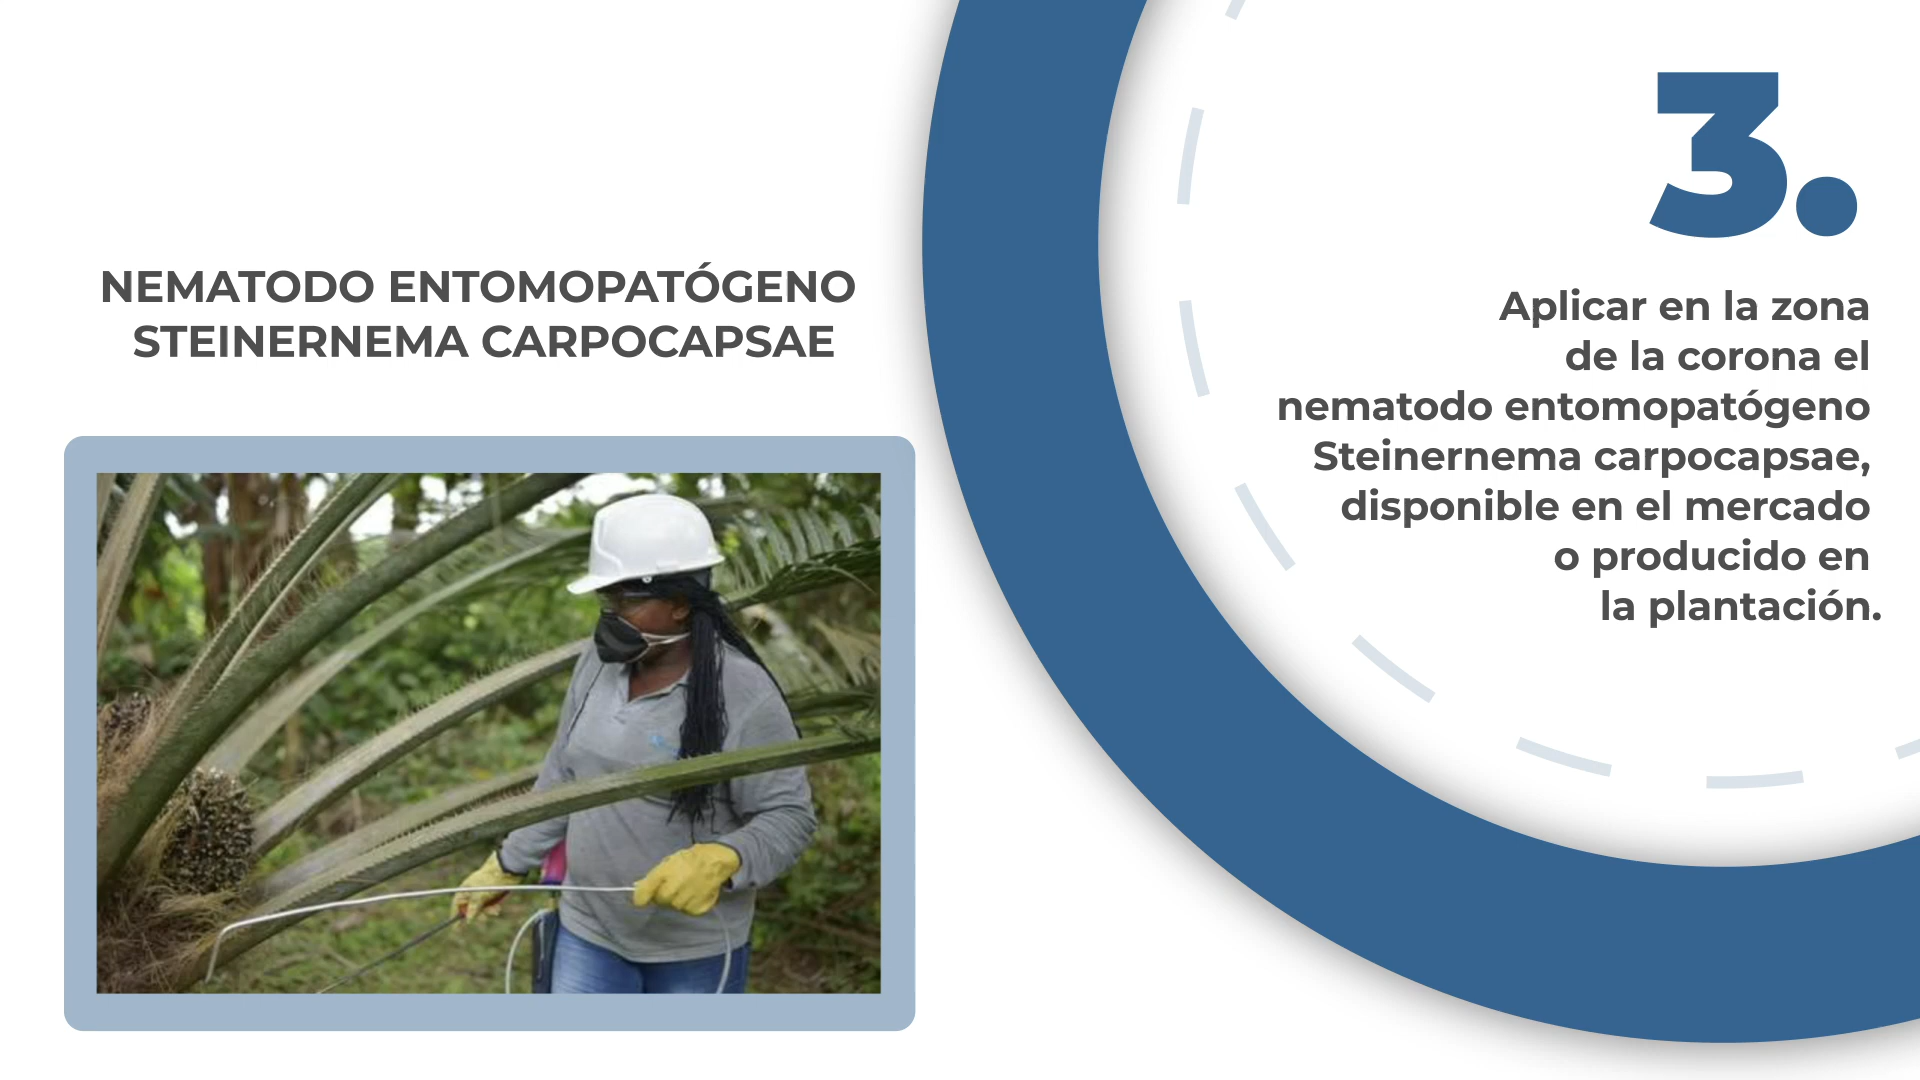 NEMATODO ENTOMOPATÓGENO
STEINERNEMA CARPOCAPSAE
3.
Aplicar en la zona
de la corona el
nematodo entomopatógeno
Steinernema carpocapsae,
disponible en el mercado
o producido en
la plantación.